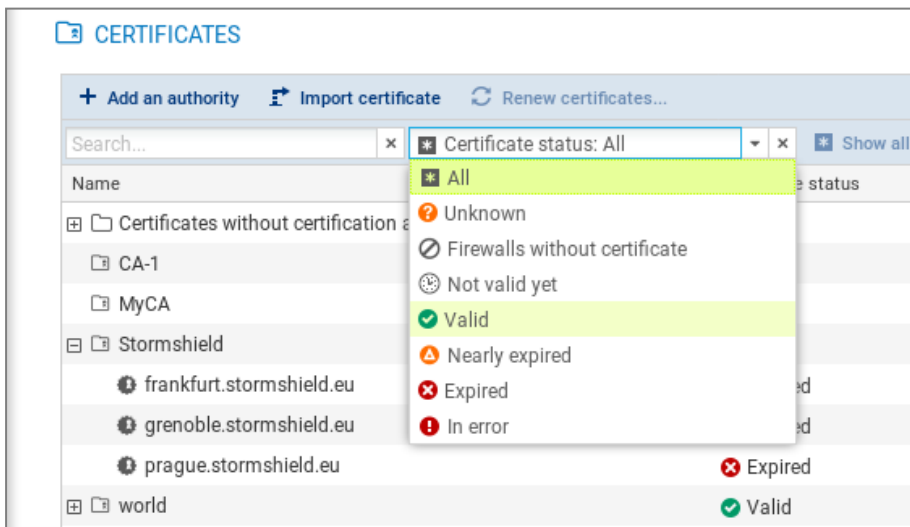 CERTIFICATES
Add an authority Import certificate Renew certificates...
Search... Certificate status: All Show all
Name status
All
Unknown
Firewalls without certificate
Not valid yet
Valid
Nearly expired
Expired
In error
Certificates without certification
CA-1
MyCA
Stormshield
frankfurt.stormshield.eu
grenoble.stormshield.eu
prague.stormshield.eu Expired
world Valid